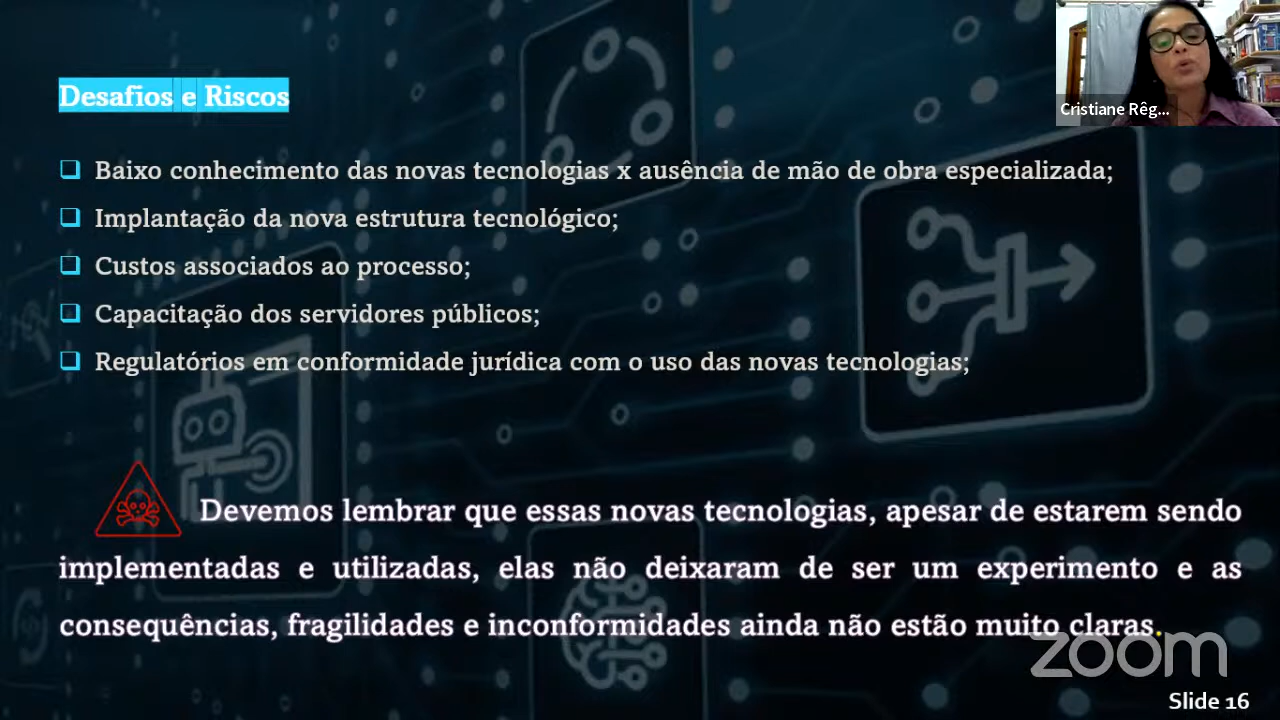 Desafios e Riscos
Cristiane Rêg...
Baixo conhecimento das novas tecnologias x ausência de mão de obra especializada;
Implantação da nova estrutura tecnológico;
Custos associados ao processo;
Capacitação dos servidores públicos;
Regulatórios em conformidade jurídica com o uso das novas tecnologias;
Devemos lembrar que essas novas tecnologias, apesar de estarem sendo
implementadas e utilizadas, elas não deixaram de ser um experimento e as
consequências, fragilidades e inconformidades ainda não estão muito claras.
zoom
Slide 16